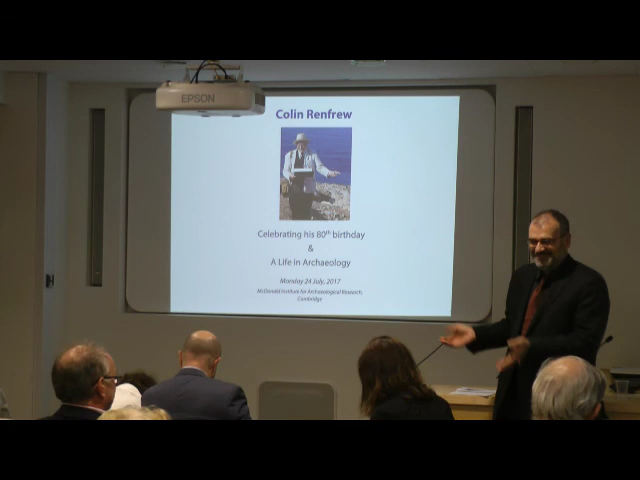 EPSON
Colin Renfrew
Celebrating his 80th birthday
&
A Life in Archaeology
Monday 24 July, 2017
McDonald Institute for Archaeological Research,
Cambridge